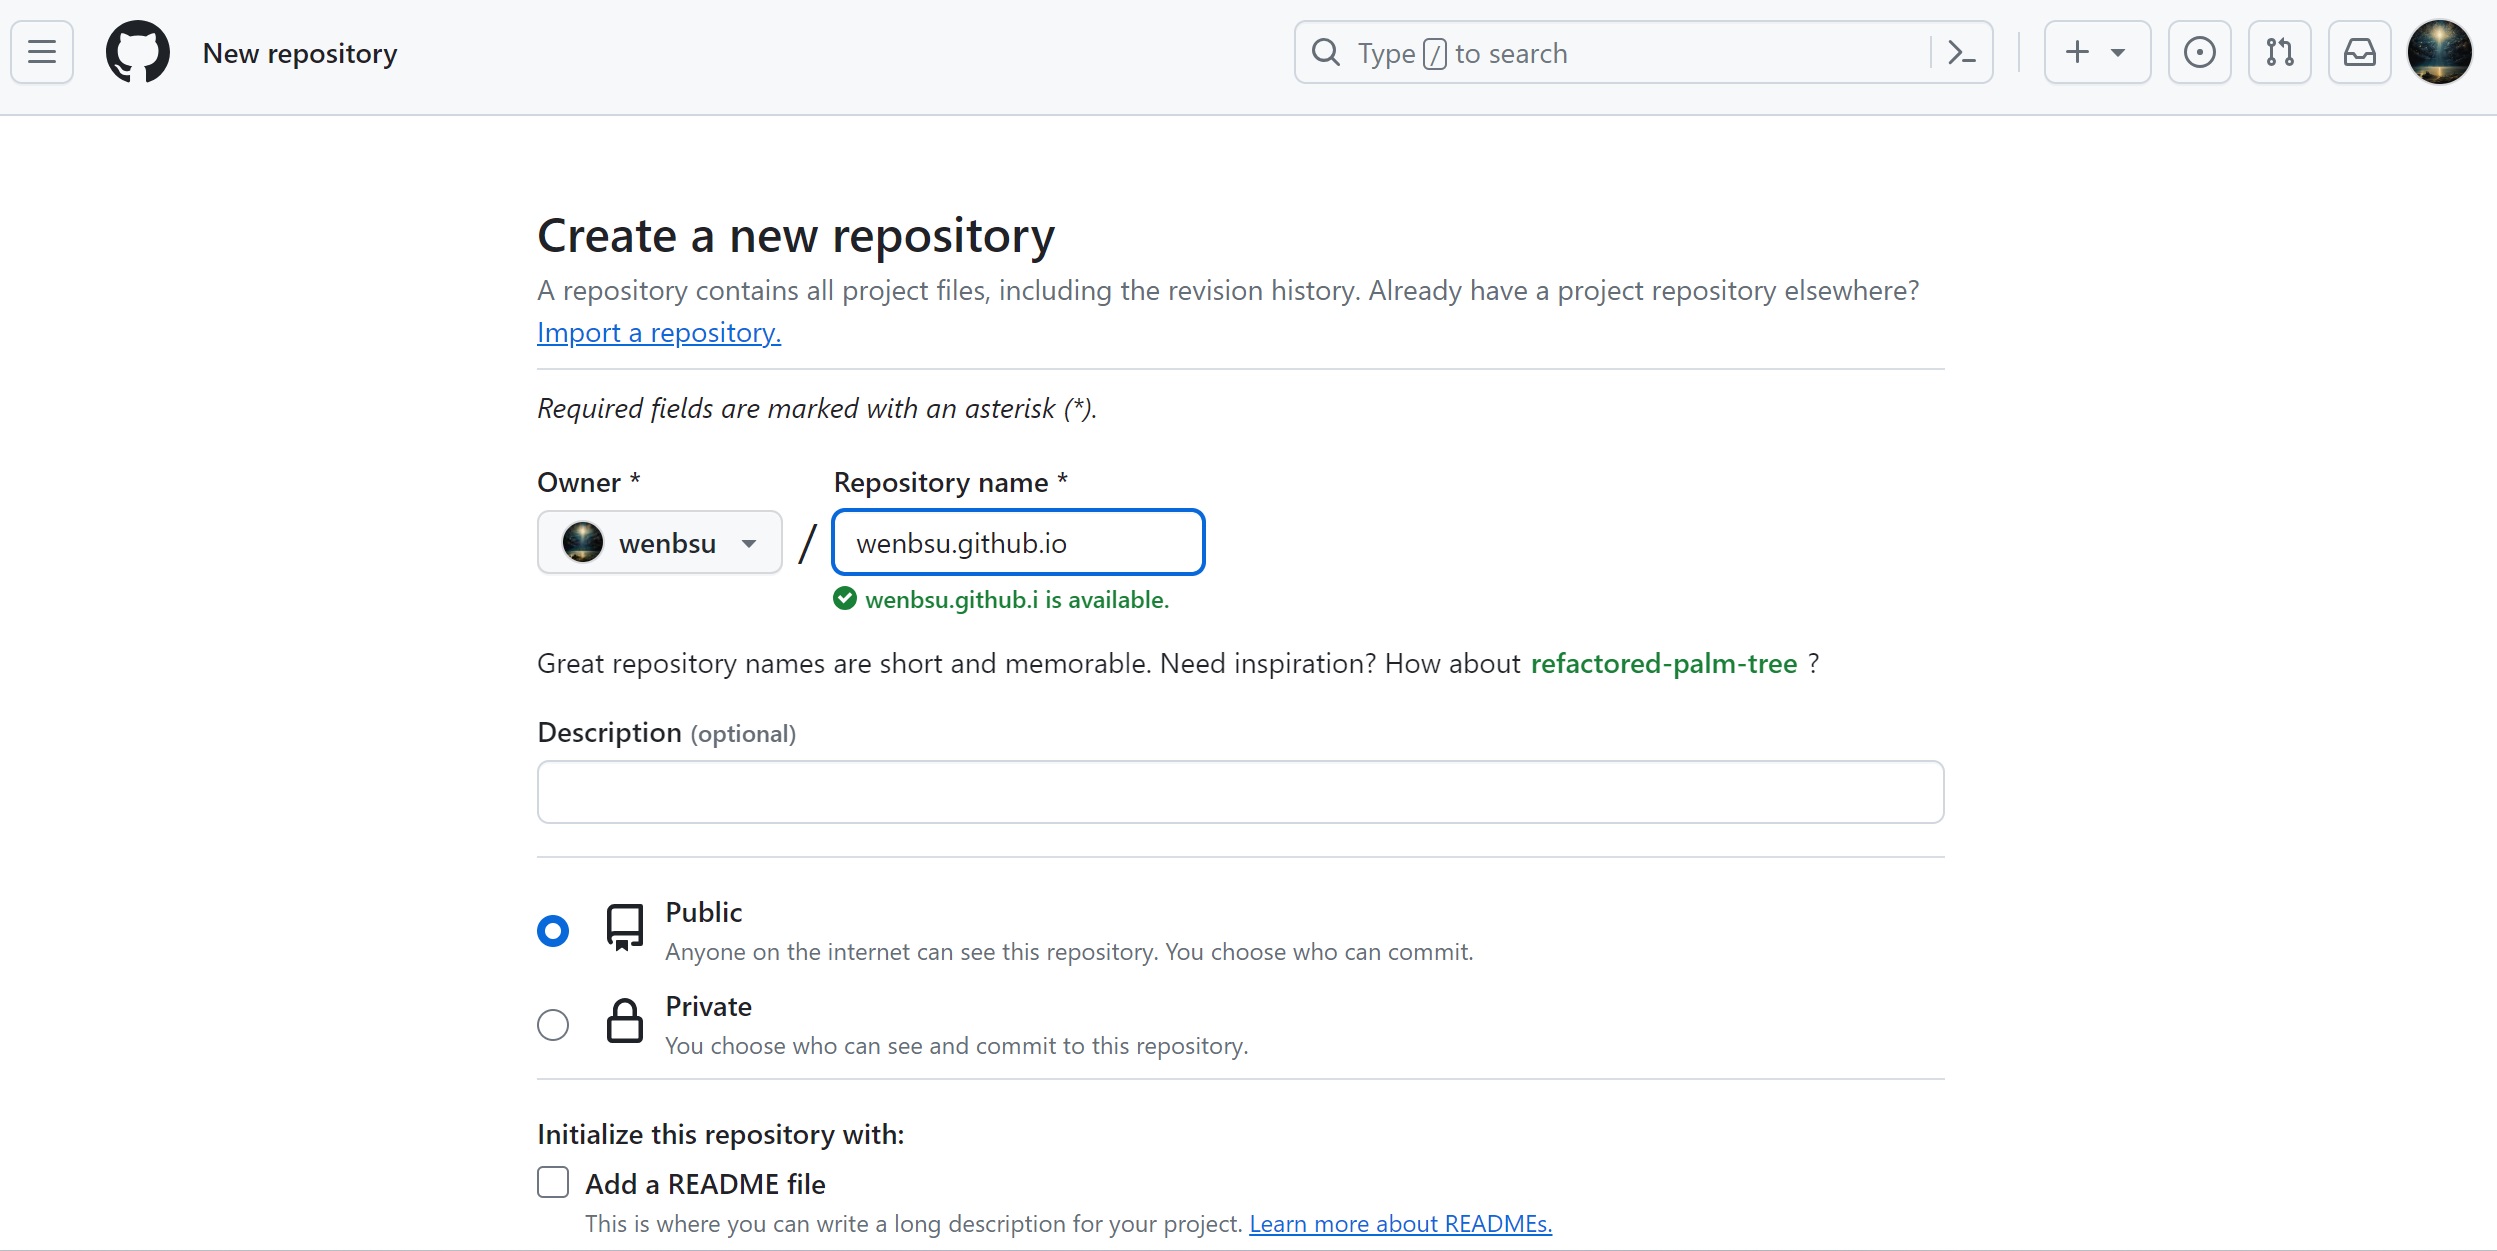 New repository
Type / to search
Create a new repository
A repository contains all project files, including the revision history. Already have a project repository elsewhere?
Import a repository.
Required fields are marked with an asterisk (*).
Owner * Repository name *
wenbsu / wenbsu.github.io
wenbsu.github.i is available.
Great repository names are short and memorable. Need inspiration? How about refactored-palm-tree ?
Description (optional)
Public
Anyone on the internet can see this repository. You choose who can commit.
Private
You choose who can see and commit to this repository.
Initialize this repository with:
Add a README file
This is where you can write a long description for your project. Learn more about READMEs.